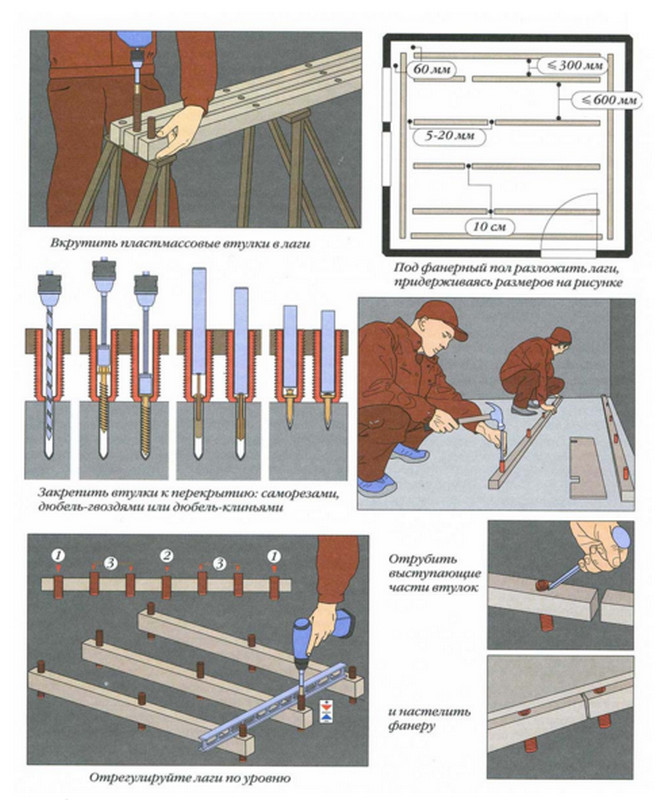 60 мм
⩽300 мм
⩽600 мм
5-20 мм
10 см
Вкрутить пластмассовые втулки в лаги
Под фанерный пол разложить лаги,
придерживаясь размеров на рисунке
Закрепить втулки к перекрытию: саморезами,
дюбель-гвоздями или дюбель-клиньями
1
3
2
3
1
Отрубить
выступающие
части втулок
и настелить
фанеру
Отрегулируйте лаги по уровню